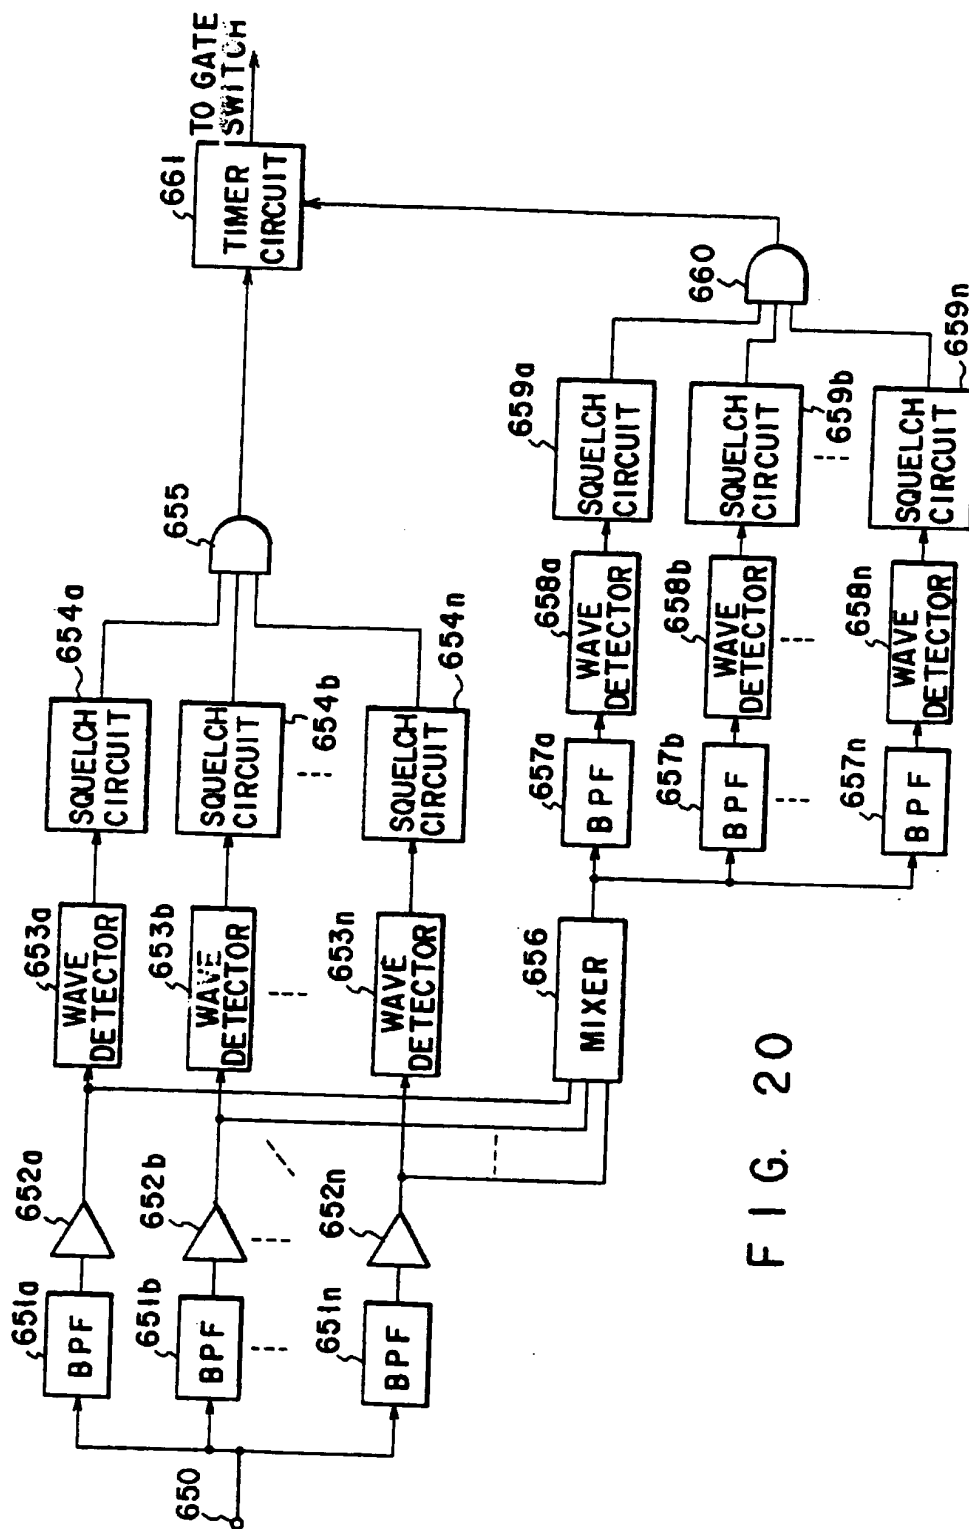 650
651a
BPF
652a
653a
WAVE
DETECTOR
654a
SQUELCH
CIRCUIT
651b
BPF
652b
653b
WAVE
DETECTOR
654b
SQUELCH
CIRCUIT
651n
BPF
652n
653n
WAVE
DETECTOR
654n
SQUELCH
CIRCUIT
655
661
TIMER
CIRCUIT
TO GATE
SWITCH
656
MIXER
657a
BPF
658a
WAVE
DETECTOR
659a
SQUELCH
CIRCUIT
657b
BPF
658b
WAVE
DETECTOR
659b
SQUELCH
CIRCUIT
657n
BPF
658n
WAVE
DETECTOR
659n
SQUELCH
CIRCUIT
660
FIG. 20